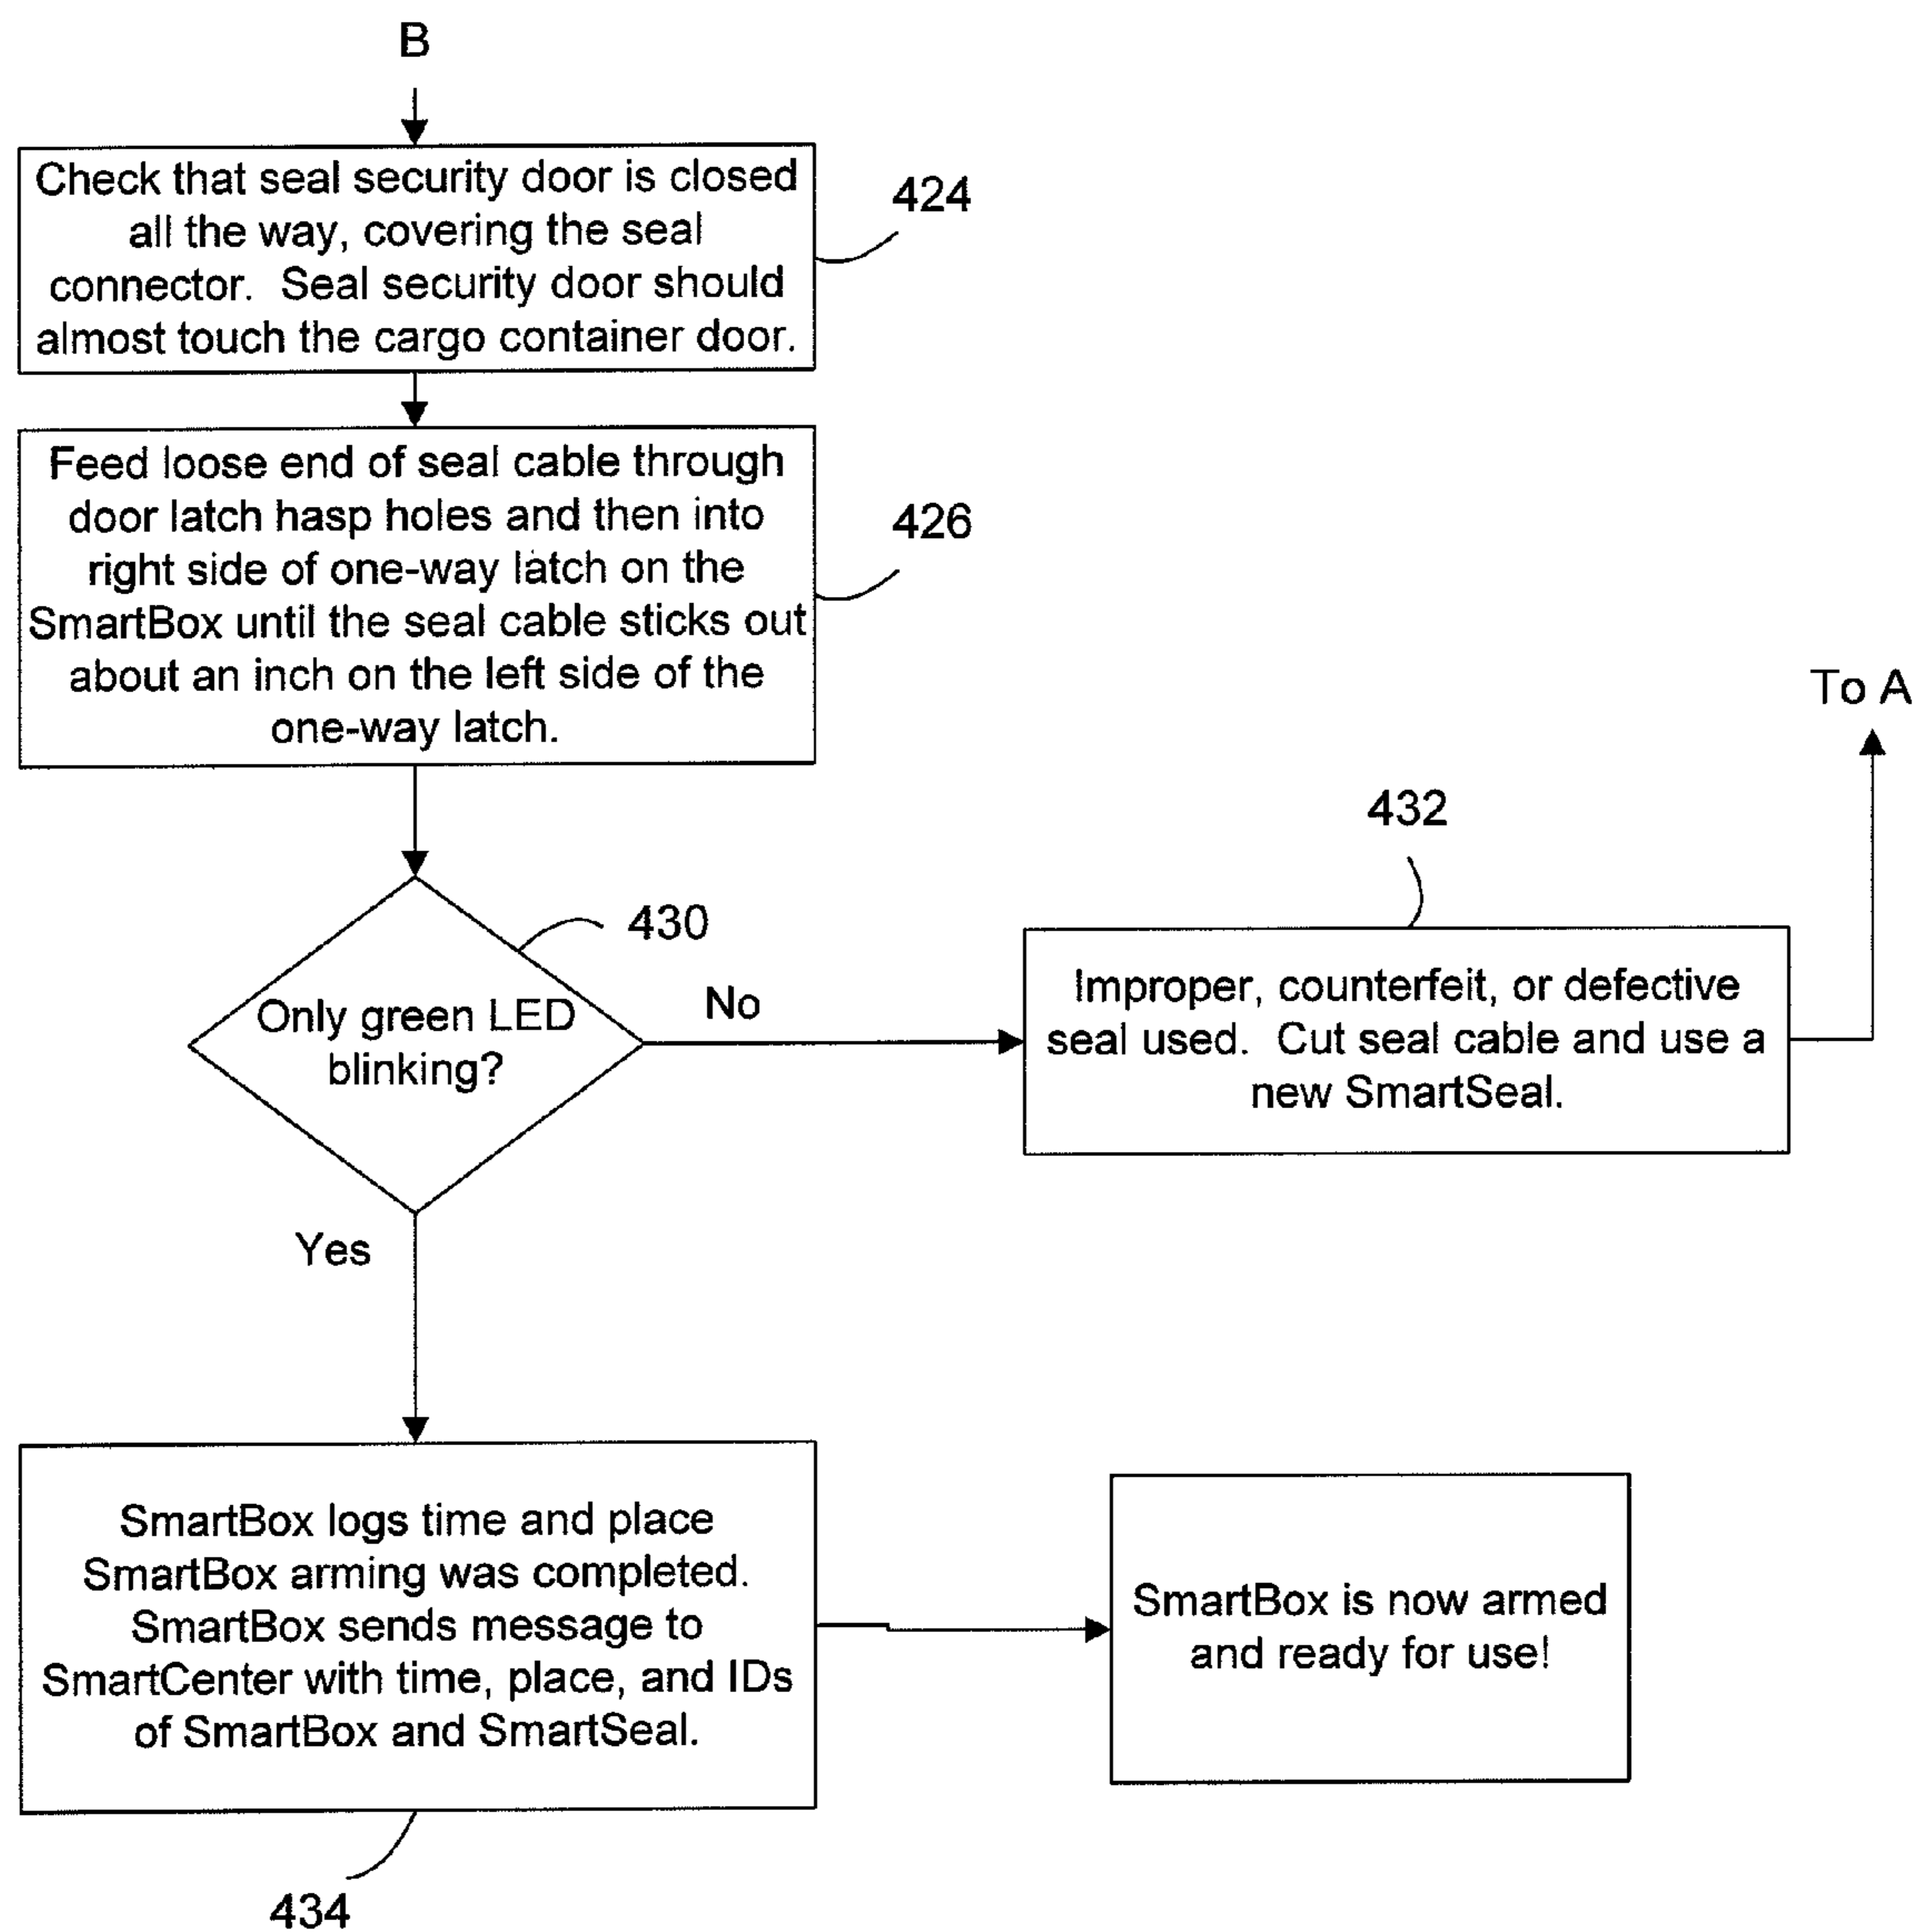 B
Check that seal security door is closed
all the way, covering the seal
connector. Seal security door should
almost touch the cargo container door.
424
Feed loose end of seal cable through
door latch hasp holes and then into
right side of one-way latch on the
SmartBox until the seal cable sticks out
about an inch on the left side of the
one-way latch.
426
To A
432
430
Only green LED
blinking?
No
Improper, counterfeit, or defective
seal used. Cut seal cable and use a
new SmartSeal.
Yes
SmartBox logs time and place
SmartBox arming was completed.
SmartBox sends message to
SmartCenter with time, place, and IDs
of SmartBox and SmartSeal.
SmartBox is now armed
and ready for use!
434